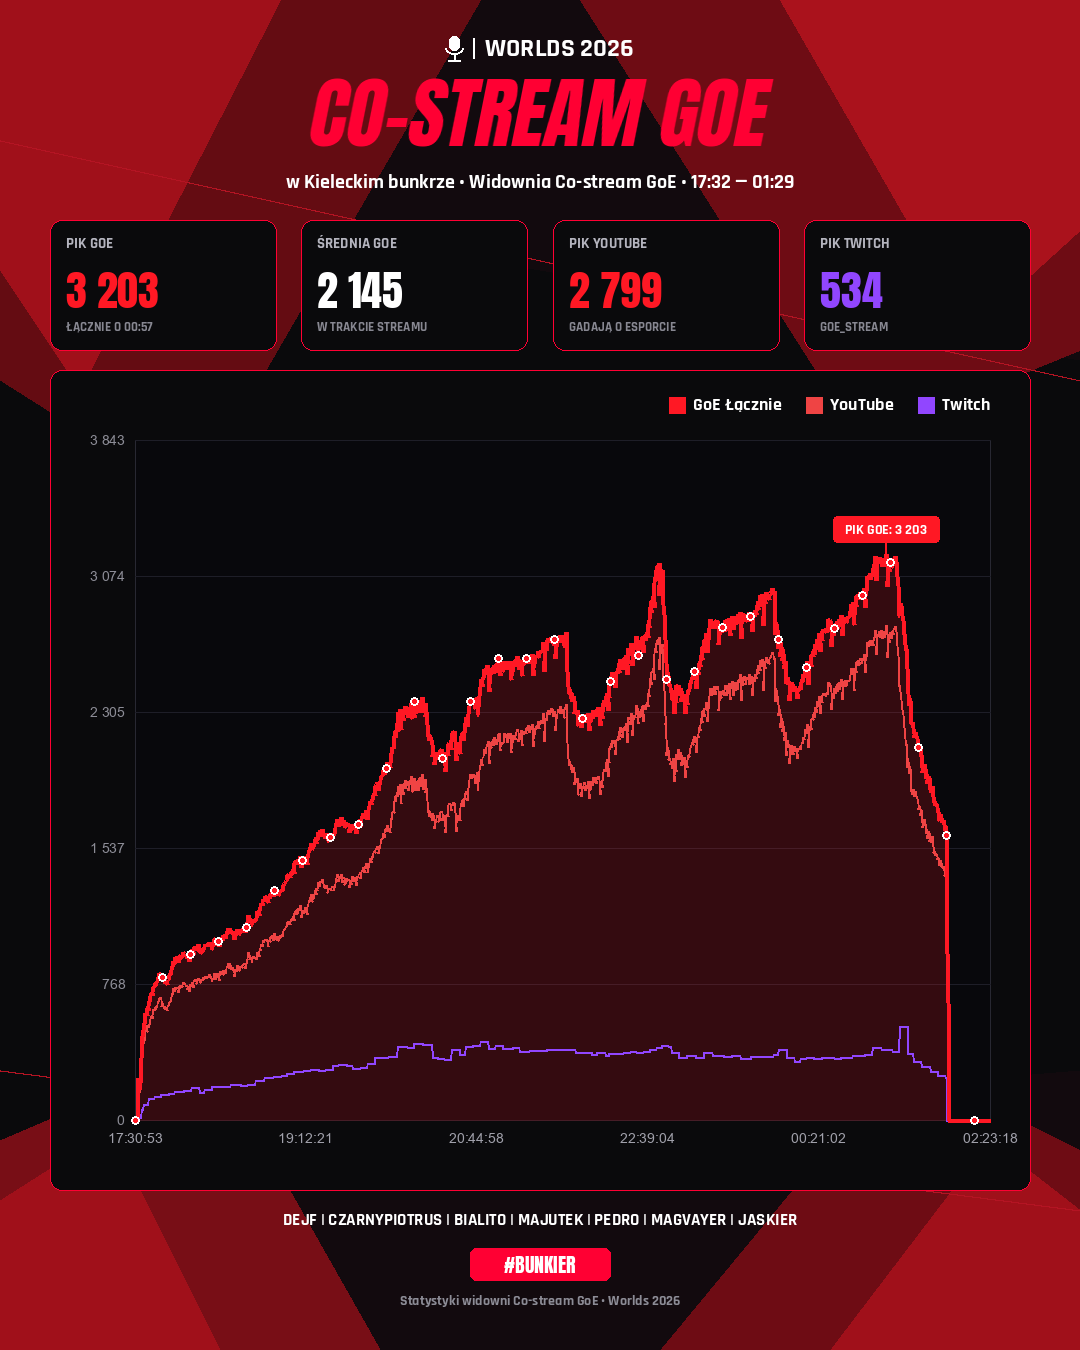 | WORLDS 2026
CO-STREAM GOE
w Kieleckim bunkrze • Widownia Co-stream GoE • 17:32 — 01:29
PIK GOE
3 203
ŁĄCZNIE O 00:57
ŚREDNIA GOE
2 145
W TRAKCIE STREAMU
PIK YOUTUBE
2 799
GADAJĄ O ESPORCIE
PIK TWITCH
534
GOE_STREAM
GoE Łącznie
YouTube
Twitch
3 843
PIK GOE: 3 203
3 074
2 305
1 537
768
0
17:30:53
19:12:21
20:44:58
22:39:04
00:21:02
02:23:18
DEJF | CZARNYPIOTRUS | BIALITO | MAJUTEK | PEDRO | MAGVAYER | JASKIER
#BUNKIER
Statystyki widowni Co-stream GoE • Worlds 2026